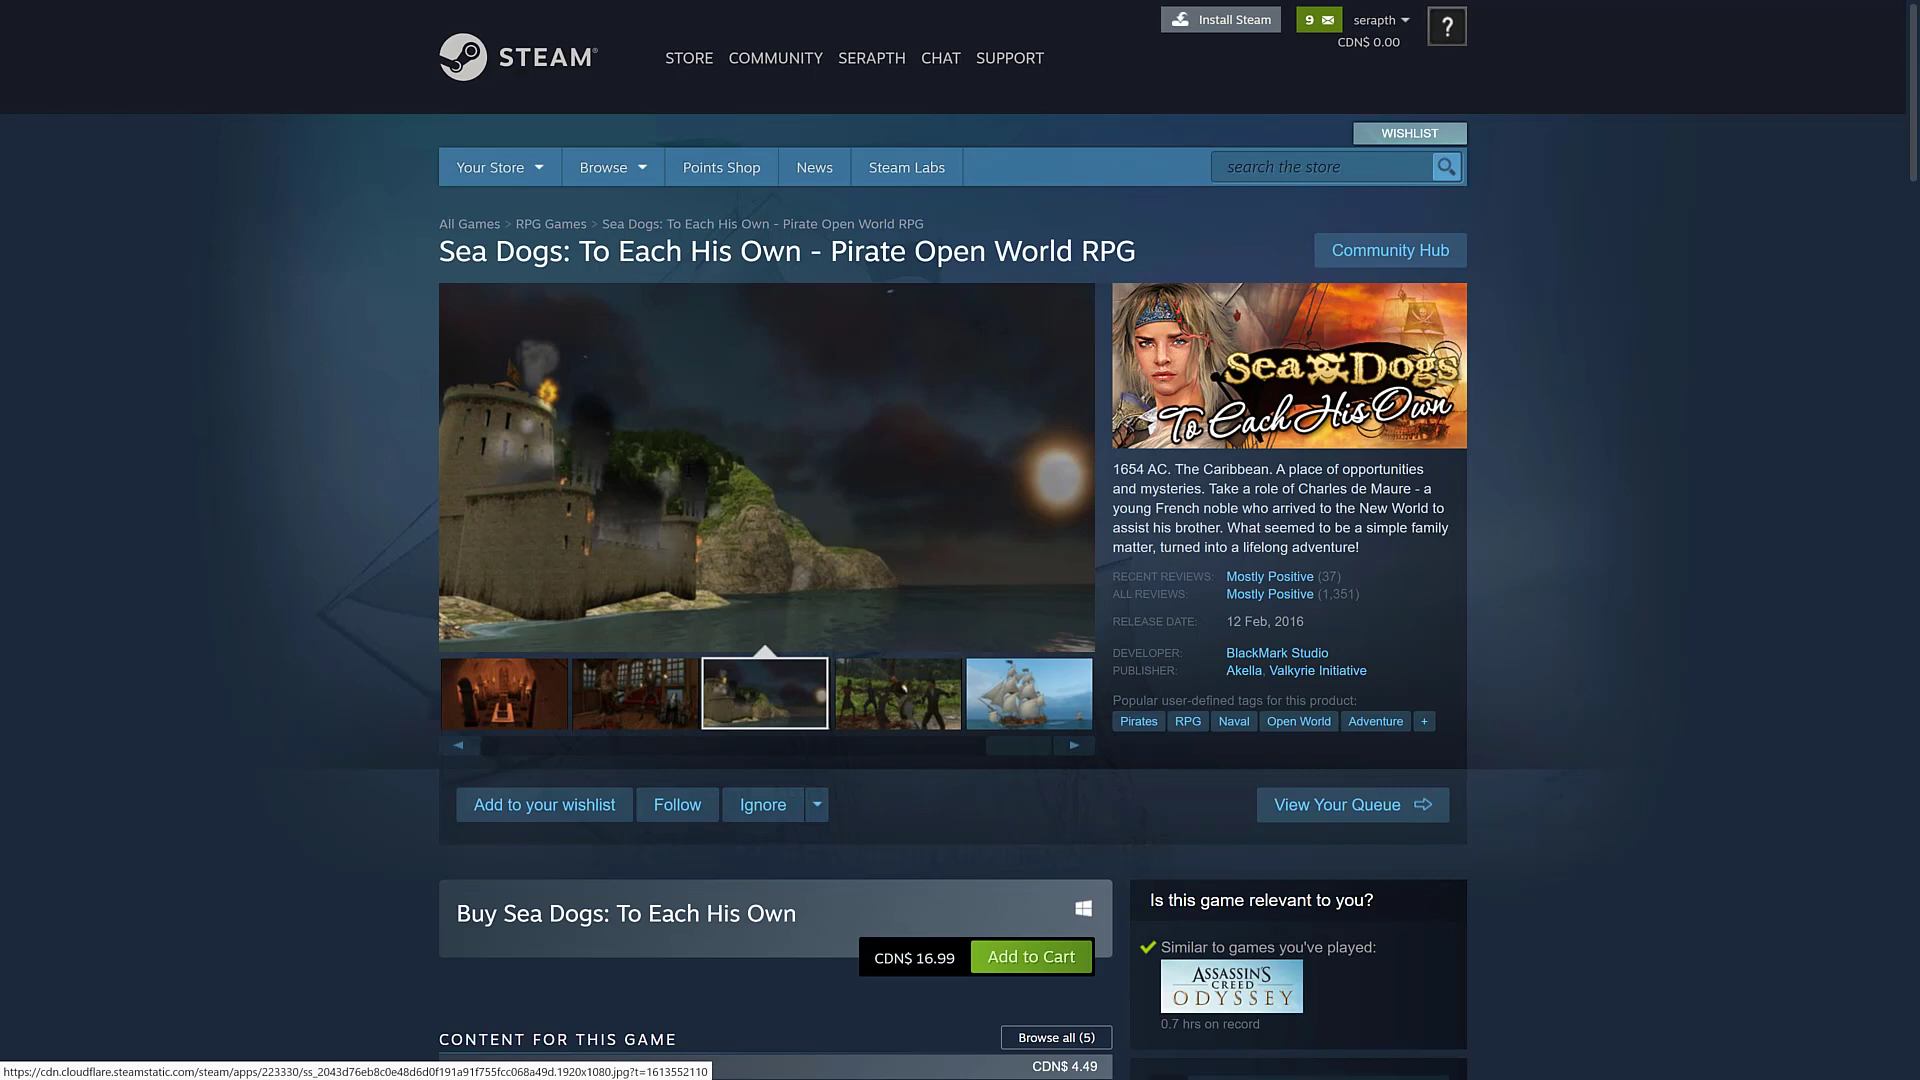 Install Steam
9
serapth
CDN$ 0.00
?
STEAM®
STORE COMMUNITY SERAPTH CHAT SUPPORT
WISHLIST
Your Store Browse Points Shop News Steam Labs
search the store
All Games > RPG Games > Sea Dogs: To Each His Own - Pirate Open World RPG
Sea Dogs: To Each His Own - Pirate Open World RPG
Community Hub
Sea Dogs
To Each His Own
1654 AC. The Caribbean. A place of opportunities
and mysteries. Take a role of Charles de Maure - a
young French noble who arrived to the New World to
assist his brother. What seemed to be a simple family
matter, turned into a lifelong adventure!
RECENT REVIEWS: Mostly Positive (37)
ALL REVIEWS: Mostly Positive (1,351)
RELEASE DATE: 12 Feb, 2016
DEVELOPER: BlackMark Studio
PUBLISHER: Akella, Valkyrie Initiative
Popular user-defined tags for this product:
Pirates RPG Naval Open World Adventure +
Add to your wishlist Follow Ignore
View Your Queue
Buy Sea Dogs: To Each His Own
CDN$ 16.99 Add to Cart
Is this game relevant to you?
Similar to games you've played:
ASSASSIN'S
CREED
ODYSSEY
0.7 hrs on record
CONTENT FOR THIS GAME
Browse all (5)
CDN$ 4.49
https://cdn.cloudflare.steamstatic.com/steam/apps/223330/ss_2043d76eb8c0e48d6d0f191a91f755fcc068a49d.1920x1080.jpg?t=1613552110